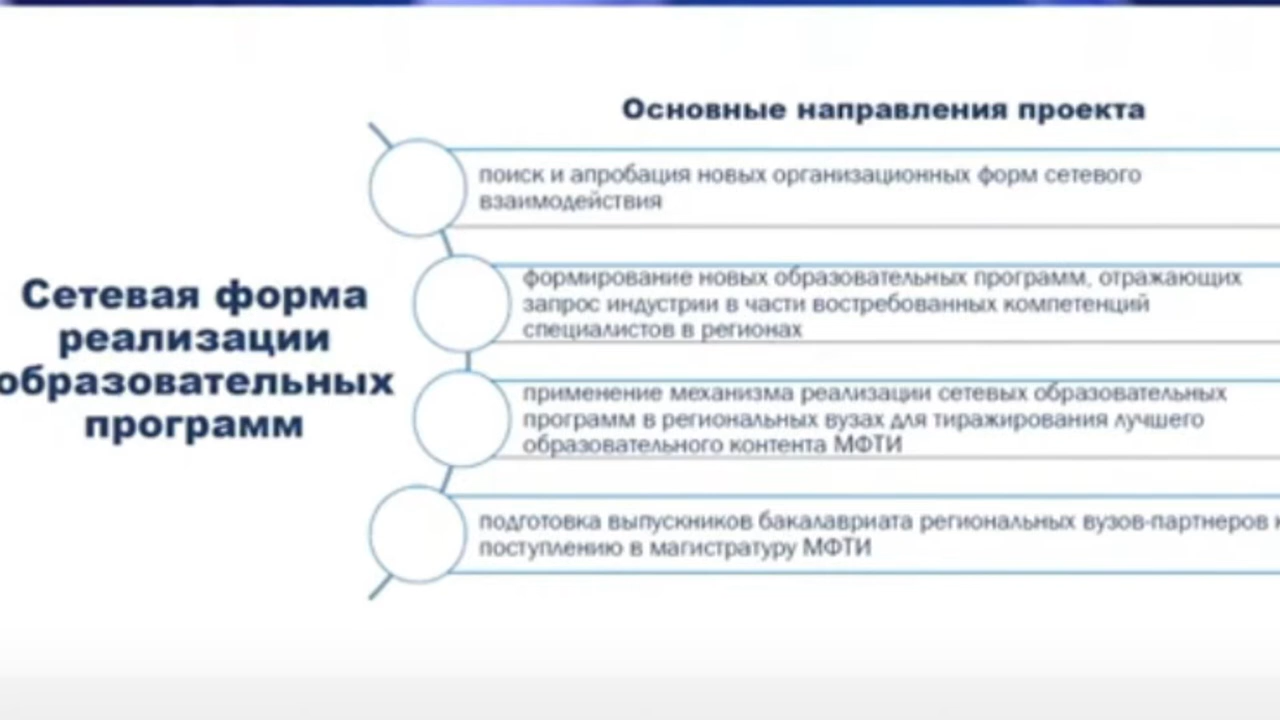 Основные направления проекта
поиск и апробация новых организационных форм сетевого
взаимодействия
формирование новых образовательных программ, отражающих
запрос индустрии в части востребованных компетенций
специалистов в регионах
Сетевая форма
реализации
образовательных
программ
применение механизма реализации сетевых образовательных
программ в региональных вузах для тиражирования лучшего
образовательного контента МФТИ
подготовка выпускников бакалавриата региональных вузов-партнеров к
поступлению в магистратуру МФТИ